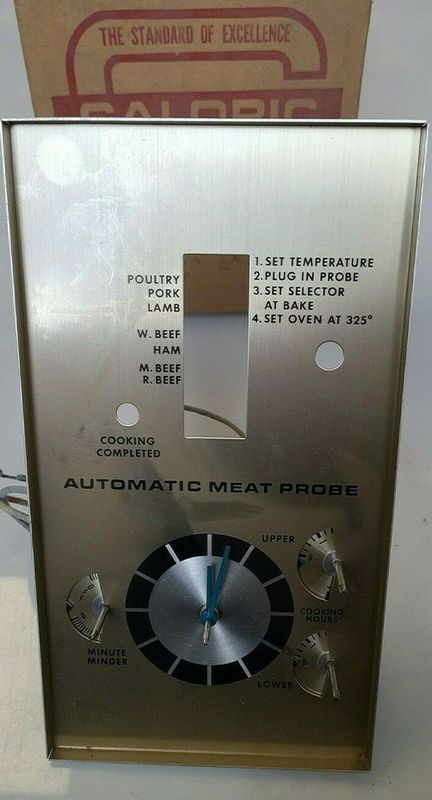 THE STANDARD OF EXCELLENCE
CALORIC
POULTRY
PORK
LAMB
W. BEEF
HAM
M. BEEF
R. BEEF
1. SET TEMPERATURE
2. PLUG IN PROBE
3. SET SELECTOR
AT BAKE
4. SET OVEN AT 325°
COOKING
COMPLETED
AUTOMATIC MEAT PROBE
UPPER
COOKING
HOURS
LOWER
MINUTE
MINDER